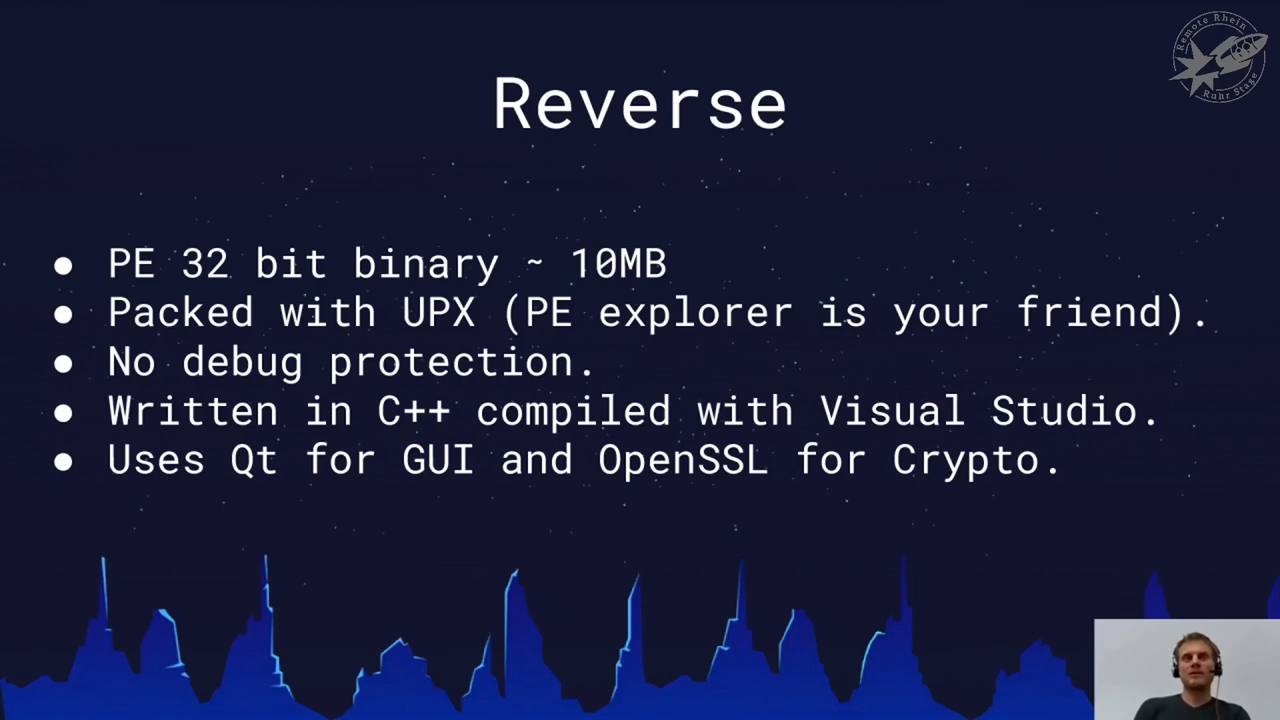 Remote Rhein
Ruhr Stage
Reverse
● PE 32 bit binary ~ 10MB
● Packed with UPX (PE explorer is your friend).
● No debug protection.
● Written in C++ compiled with Visual Studio.
● Uses Qt for GUI and OpenSSL for Crypto.